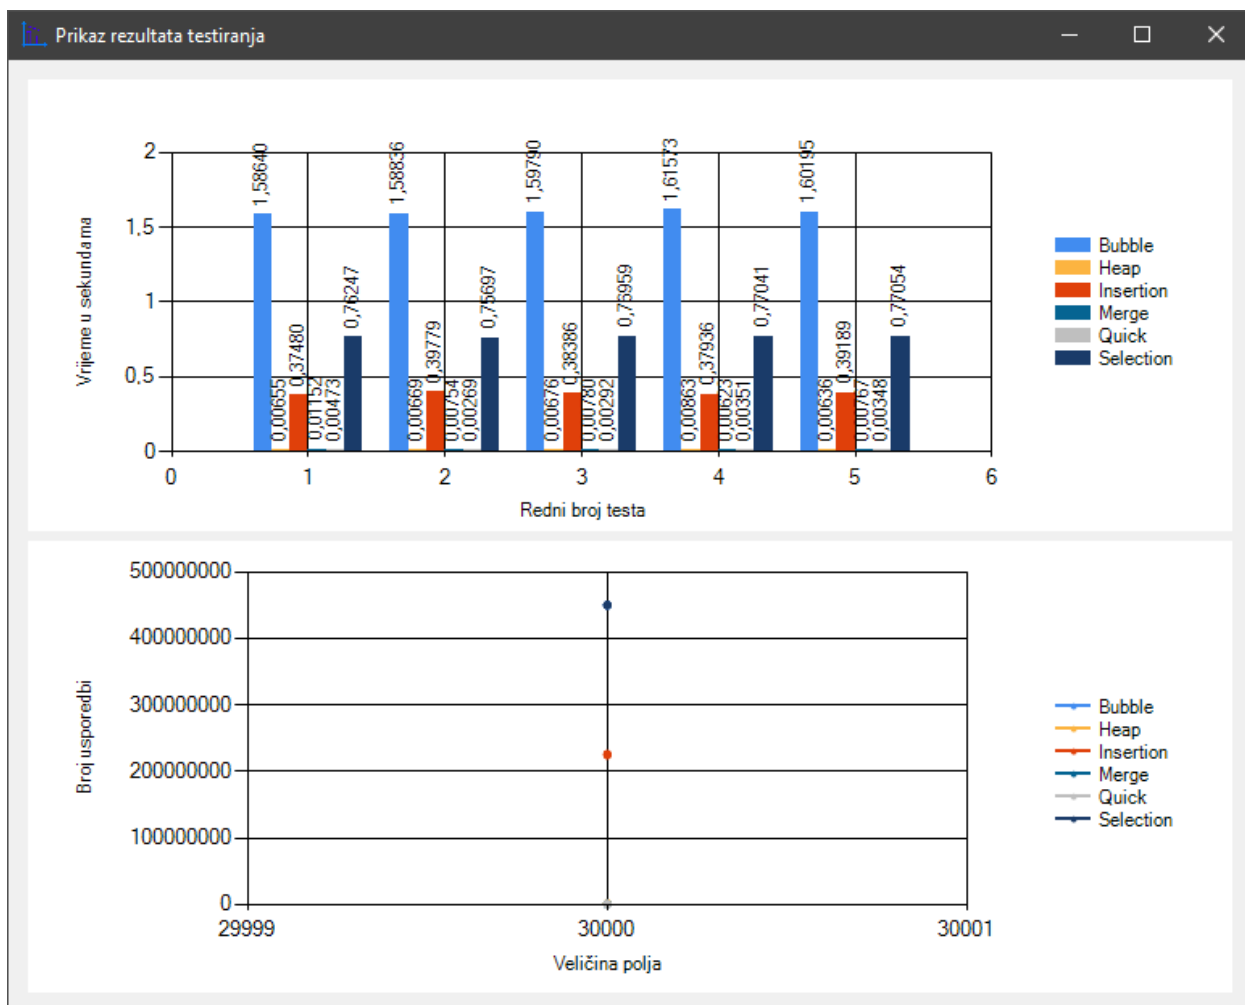 Prikaz rezultata testiranja
Vrijeme u sekundama
2
1,5
1
0,5
0
1,58640
0,00655
0,37480
0,01152
0,00473
0,76247
1,58836
0,00669
0,39779
0,00754
0,00269
0,75697
1,59790
0,00676
0,38386
0,00780
0,00292
0,76959
1,61573
0,00863
0,37936
0,00623
0,00351
0,77041
1,60195
0,00636
0,39189
0,00767
0,00348
0,77054
0 1 2 3 4 5 6
Redni broj testa
Bubble
Heap
Insertion
Merge
Quick
Selection
Broj usporedbi
500000000
400000000
300000000
200000000
100000000
0
29999 30000 30001
Veličina polja
Bubble
Heap
Insertion
Merge
Quick
Selection